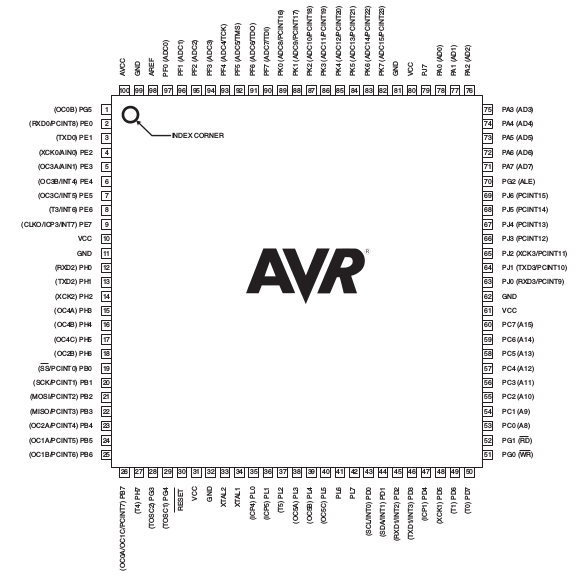 AVCC
GND
AREF
PF0 (ADC0)
PF1 (ADC1)
PF2 (ADC2)
PF3 (ADC3)
PF4 (ADC4/TCK)
PF5 (ADC5/TMS)
PF6 (ADC6/TDO)
PF7 (ADC7/TDI)
PK0 (ADC8/PCINT16)
PK1 (ADC9/PCINT17)
PK2 (ADC10/PCINT18)
PK3 (ADC11/PCINT19)
PK4 (ADC12/PCINT20)
PK5 (ADC13/PCINT21)
PK6 (ADC14/PCINT22)
PK7 (ADC15/PCINT23)
GND
VCC
PJ7
PA0 (AD0)
PA1 (AD1)
PA2 (AD2)
100 99 98 97 96 95 94 93 92 91 90 89 88 87 86 85 84 83 82 81 80 79 78 77 76
(OC0B) PG5 1
(RXD0/PCINT8) PE0 2
(TXD0) PE1 3
(XCK0/AIN0) PE2 4
(OC3A/AIN1) PE3 5
(OC3B/INT4) PE4 6
(OC3C/INT5) PE5 7
(T3/INT6) PE6 8
(CLKO/ICP3/INT7) PE7 9
VCC 10
GND 11
(RXD2) PH0 12
(TXD2) PH1 13
(XCK2) PH2 14
(OC4A) PH3 15
(OC4B) PH4 16
(OC4C) PH5 17
(OC2B) PH6 18
(SS/PCINT0) PB0 19
(SCK/PCINT1) PB1 20
(MOSI/PCINT2) PB2 21
(MISO/PCINT3) PB3 22
(OC2A/PCINT4) PB4 23
(OC1A/PCINT5) PB5 24
(OC1B/PCINT6) PB6 25
INDEX CORNER
AVR®
75 PA3 (AD3)
74 PA4 (AD4)
73 PA5 (AD5)
72 PA6 (AD6)
71 PA7 (AD7)
70 PG2 (ALE)
69 PJ6 (PCINT15)
68 PJ5 (PCINT14)
67 PJ4 (PCINT13)
66 PJ3 (PCINT12)
65 PJ2 (XCK3/PCINT11)
64 PJ1 (TXD3/PCINT10)
63 PJ0 (RXD3/PCINT9)
62 GND
61 VCC
60 PC7 (A15)
59 PC6 (A14)
58 PC5 (A13)
57 PC4 (A12)
56 PC3 (A11)
55 PC2 (A10)
54 PC1 (A9)
53 PC0 (A8)
52 PG1 (RD)
51 PG0 (WR)
26 27 28 29 30 31 32 33 34 35 36 37 38 39 40 41 42 43 44 45 46 47 48 49 50
(OC0A/OC1C/PCINT7) PB7
(T4) PH7
(TOSC2) PG3
(TOSC1) PG4
RESET
VCC
GND
XTAL2
XTAL1
(ICP4) PL0
(ICP5) PL1
(T5) PL2
(OC5A) PL3
(OC5B) PL4
(OC5C) PL5
PL6
PL7
(SCL/INT0) PD0
(SDA/INT1) PD1
(RXD1/INT2) PD2
(TXD1/INT3) PD3
(ICP1) PD4
(XCK1) PD5
(T1) PD6
(T0) PD7